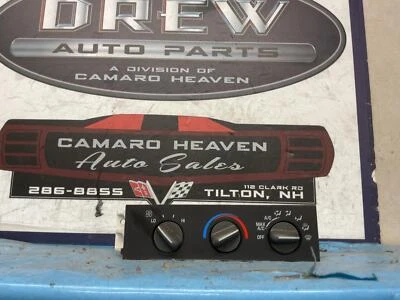 DREW
AUTO PARTS
A DIVISION OF
CAMARO HEAVEN
CAMARO HEAVEN
Auto Sales
286-8855
112 CLARK RD
TILTON, NH
LO HI
A/C
MAX A/C
OFF